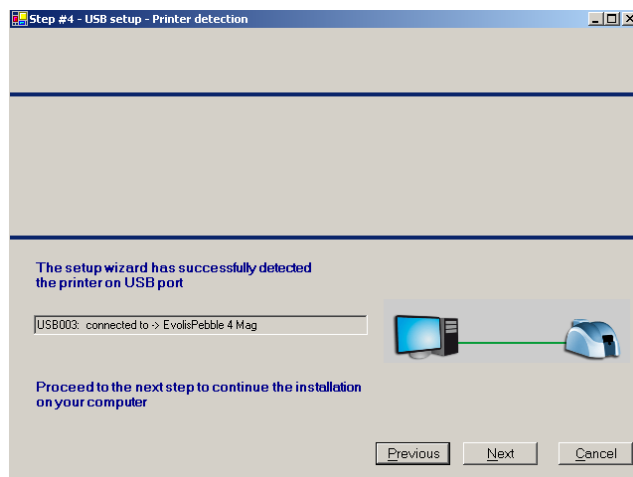 Step #4 - USB setup - Printer detection
The setup wizard has successfully detected
the printer on USB port
USB003: connected to -> EvolisPebble 4 Mag
Proceed to the next step to continue the installation
on your computer
Previous Next Cancel